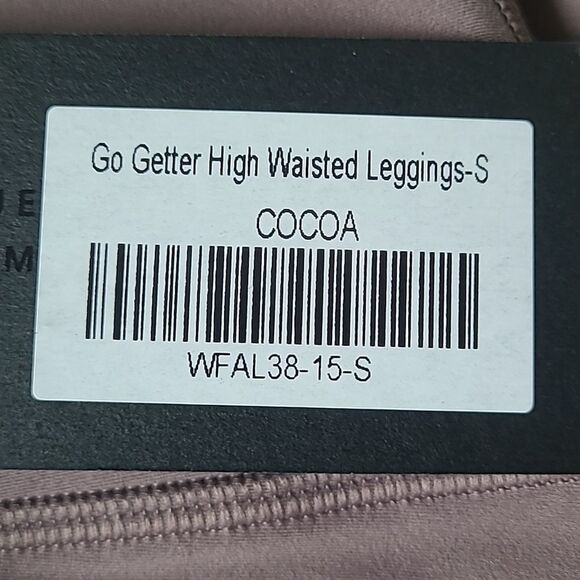 Go Getter High Waisted Leggings-S
COCOA
WFAL38-15-S